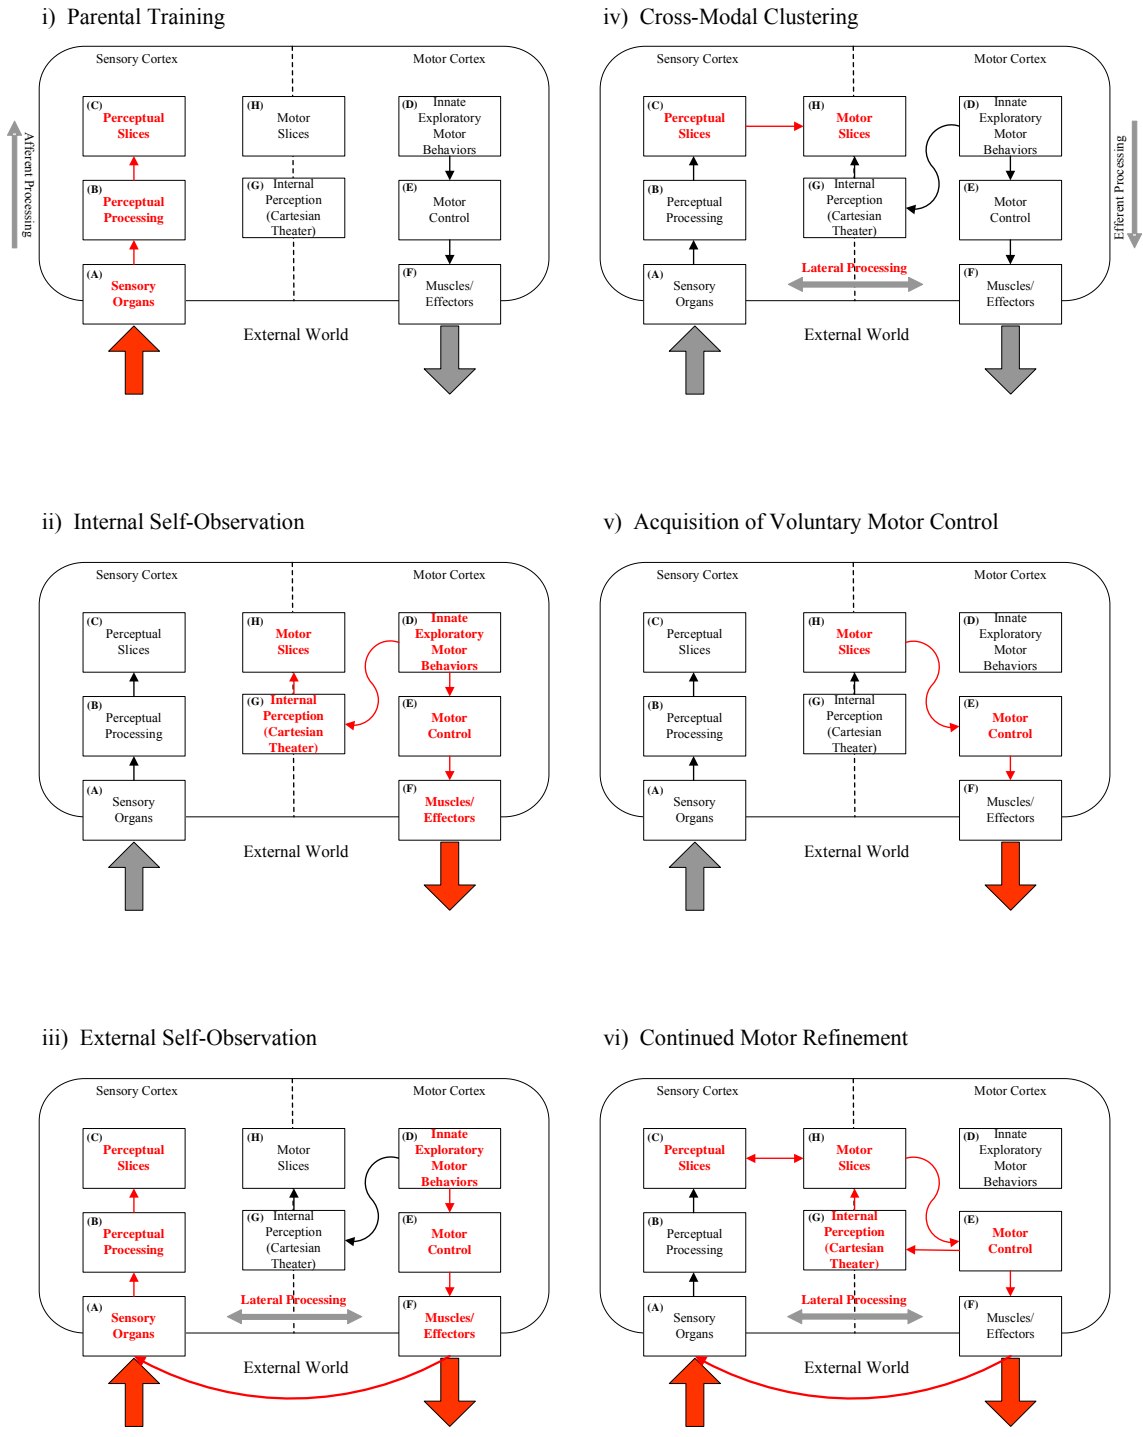 i) Parental Training
Sensory Cortex
Motor Cortex
Afferent Processing
(C)
Perceptual
Slices
(H)
Motor
Slices
(D)
Innate
Exploratory
Motor
Behaviors
(B)
Perceptual
Processing
(G)
Internal
Perception
(Cartesian
Theater)
(E)
Motor
Control
(A)
Sensory
Organs
(F)
Muscles/
Effectors
External World
iv) Cross-Modal Clustering
Sensory Cortex
Motor Cortex
(C)
Perceptual
Slices
(H)
Motor
Slices
(D)
Innate
Exploratory
Motor
Behaviors
Efferent Processing
(B)
Perceptual
Processing
(G)
Internal
Perception
(Cartesian
Theater)
(E)
Motor
Control
(A)
Sensory
Organs
Lateral Processing
(F)
Muscles/
Effectors
External World
ii) Internal Self-Observation
Sensory Cortex
Motor Cortex
(C)
Perceptual
Slices
(H)
Motor
Slices
(D)
Innate
Exploratory
Motor
Behaviors
(B)
Perceptual
Processing
(G)
Internal
Perception
(Cartesian
Theater)
(E)
Motor
Control
(A)
Sensory
Organs
(F)
Muscles/
Effectors
External World
v) Acquisition of Voluntary Motor Control
Sensory Cortex
Motor Cortex
(C)
Perceptual
Slices
(H)
Motor
Slices
(D)
Innate
Exploratory
Motor
Behaviors
(B)
Perceptual
Processing
(G)
Internal
Perception
(Cartesian
Theater)
(E)
Motor
Control
(A)
Sensory
Organs
(F)
Muscles/
Effectors
External World
iii) External Self-Observation
Sensory Cortex
Motor Cortex
(C)
Perceptual
Slices
(H)
Motor
Slices
(D)
Innate
Exploratory
Motor
Behaviors
(B)
Perceptual
Processing
(G)
Internal
Perception
(Cartesian
Theater)
(E)
Motor
Control
(A)
Sensory
Organs
Lateral Processing
(F)
Muscles/
Effectors
External World
vi) Continued Motor Refinement
Sensory Cortex
Motor Cortex
(C)
Perceptual
Slices
(H)
Motor
Slices
(D)
Innate
Exploratory
Motor
Behaviors
(B)
Perceptual
Processing
(G)
Internal
Perception
(Cartesian
Theater)
(E)
Motor
Control
(A)
Sensory
Organs
Lateral Processing
(F)
Muscles/
Effectors
External World